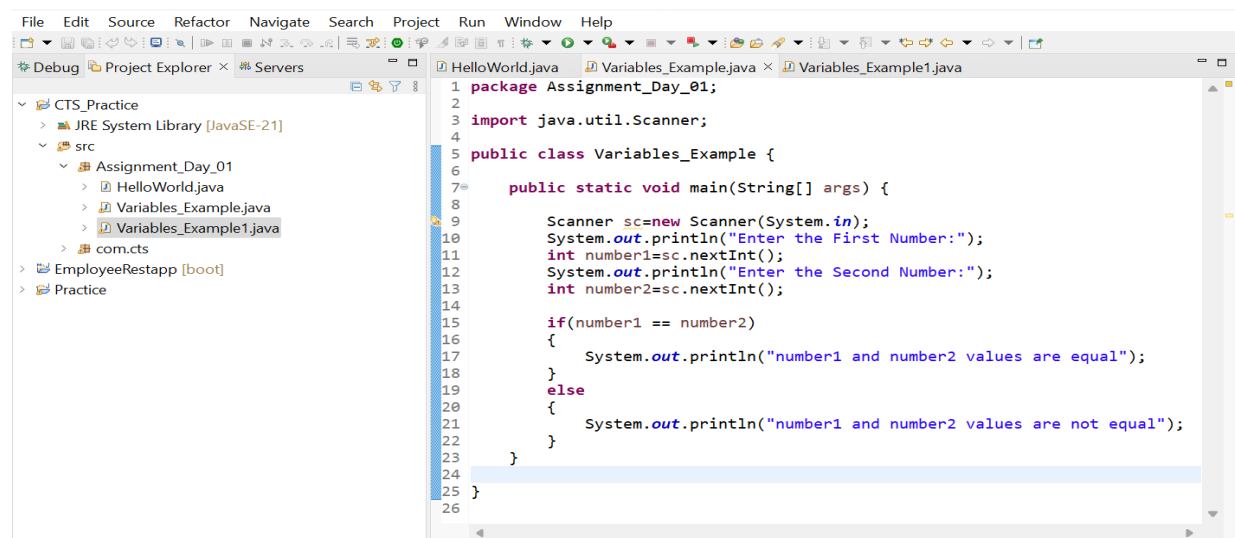 File Edit Source Refactor Navigate Search Project Run Window Help
Debug Project Explorer × Servers
CTS_Practice
JRE System Library [JavaSE-21]
src
Assignment_Day_01
HelloWorld.java
Variables_Example.java
Variables_Example1.java
com.cts
EmployeeRestapp [boot]
Practice
HelloWorld.java Variables_Example.java × Variables_Example1.java
1 package Assignment_Day_01;
2
3 import java.util.Scanner;
4
5 public class Variables_Example {
6
7 public static void main(String[] args) {
8
9 Scanner sc=new Scanner(System.in);
10 System.out.println("Enter the First Number:");
11 int number1=sc.nextInt();
12 System.out.println("Enter the Second Number:");
13 int number2=sc.nextInt();
14
15 if(number1 == number2)
16 {
17 System.out.println("number1 and number2 values are equal");
18 }
19 else
20 {
21 System.out.println("number1 and number2 values are not equal");
22 }
23 }
24
25 }
26